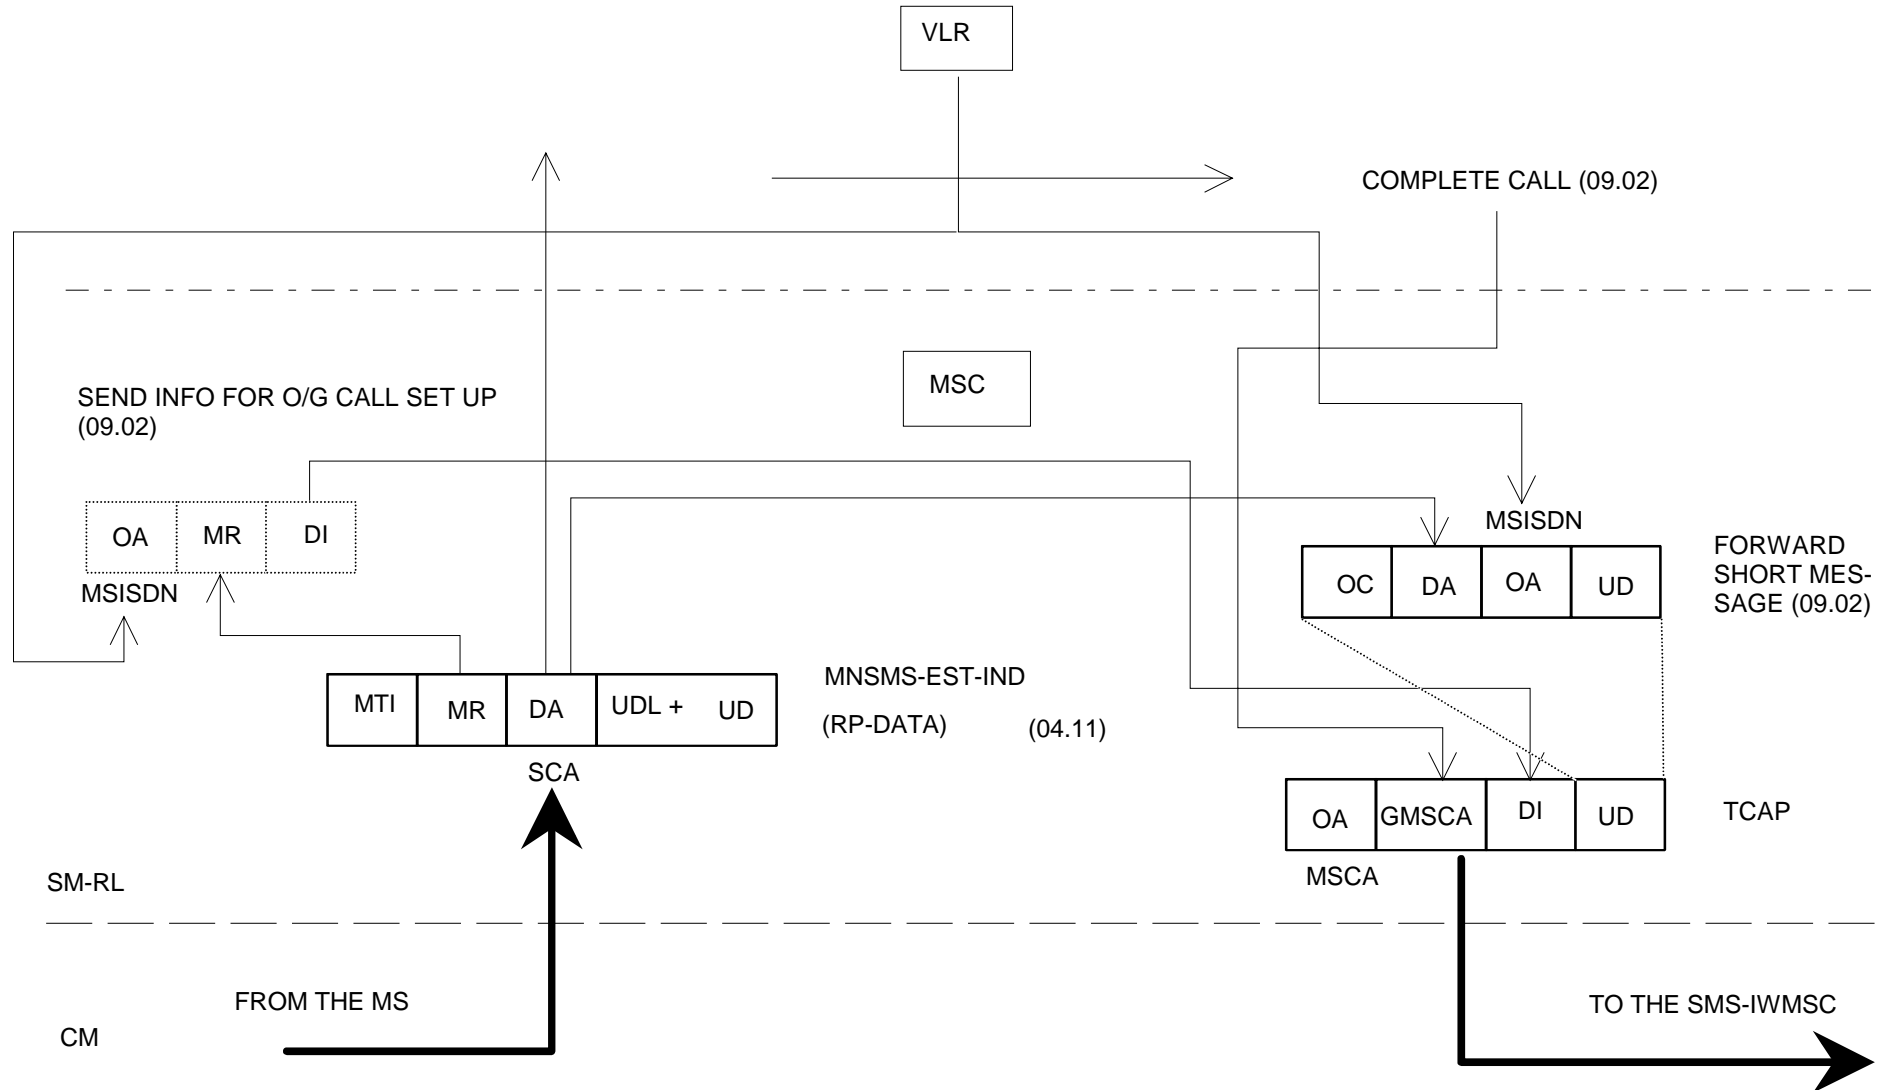 VLR
COMPLETE CALL (09.02)
MSC
SEND INFO FOR O/G CALL SET UP
(09.02)
OA MR DI
MSISDN
MSISDN
OC DA OA UD
FORWARD
SHORT MES-
SAGE (09.02)
MTI MR DA UDL + UD
MNSMS-EST-IND
(RP-DATA) (04.11)
SCA
OA GMSCA DI UD
TCAP
MSCA
SM-RL
FROM THE MS
TO THE SMS-IWMSC
CM